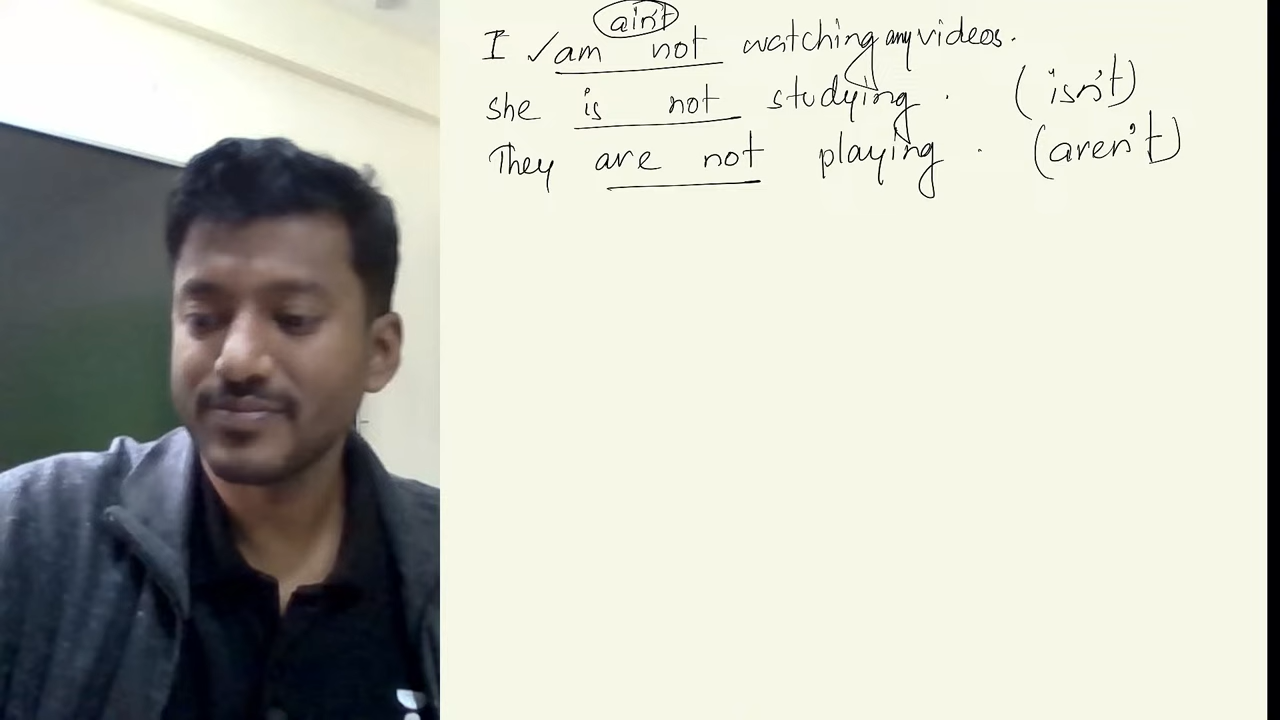 ain't
I ✓am not watching any videos.
she is not studying. (isn't)
They are not playing. (aren't)